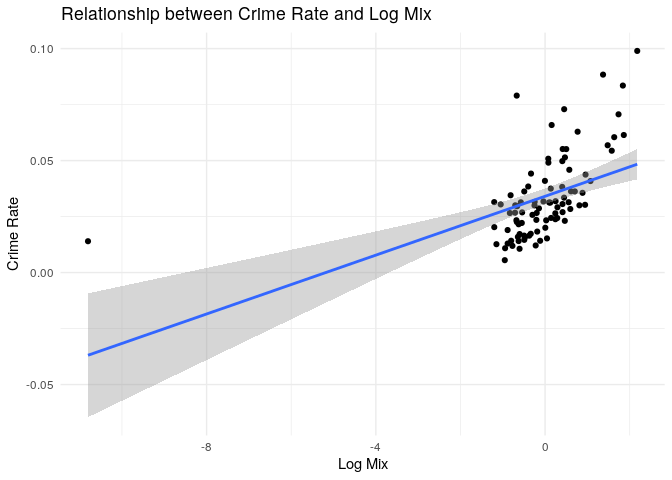 Relationship between Crime Rate and Log Mix
0.10
0.05
0.00
-0.05
Crime Rate
-8
-4
0
Log Mix